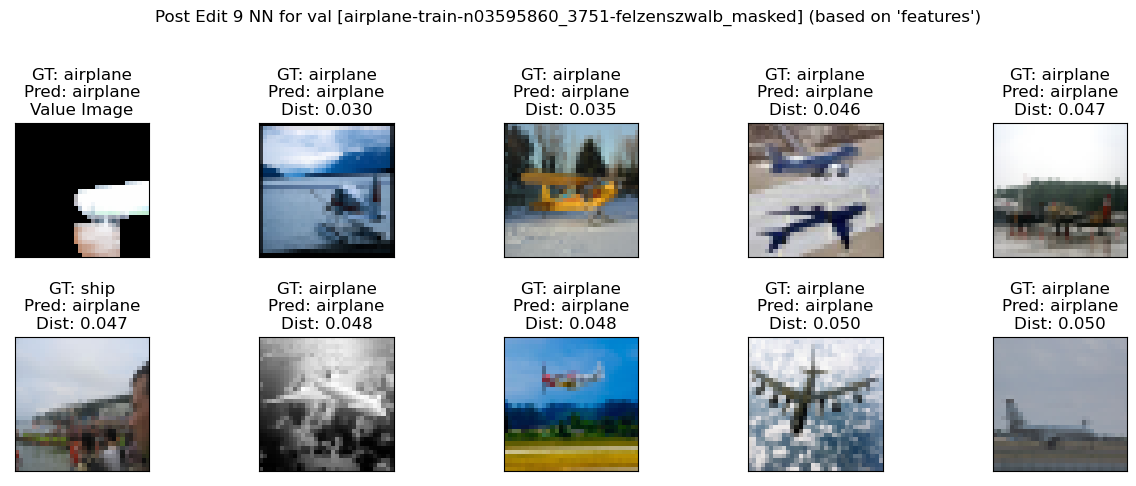 Post Edit 9 NN for val [airplane-train-n03595860_3751-felzenszwalb_masked] (based on 'features')
GT: airplane
Pred: airplane
Value Image
GT: airplane
Pred: airplane
Dist: 0.030
GT: airplane
Pred: airplane
Dist: 0.035
GT: airplane
Pred: airplane
Dist: 0.046
GT: airplane
Pred: airplane
Dist: 0.047
GT: ship
Pred: airplane
Dist: 0.047
GT: airplane
Pred: airplane
Dist: 0.048
GT: airplane
Pred: airplane
Dist: 0.048
GT: airplane
Pred: airplane
Dist: 0.050
GT: airplane
Pred: airplane
Dist: 0.050